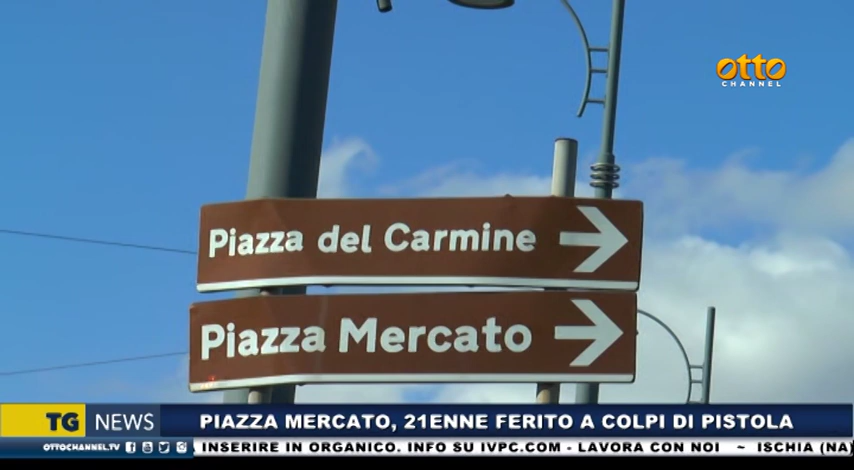 otto
CHANNEL
Piazza del Carmine
Piazza Mercato
TG NEWS
PIAZZA MERCATO, 21ENNE FERITO A COLPI DI PISTOLA
OTTOCHANNEL.TV
INSERIRE IN ORGANICO. INFO SU IVPC.COM - LAVORA CON NOI ~ ISCHIA (NA)